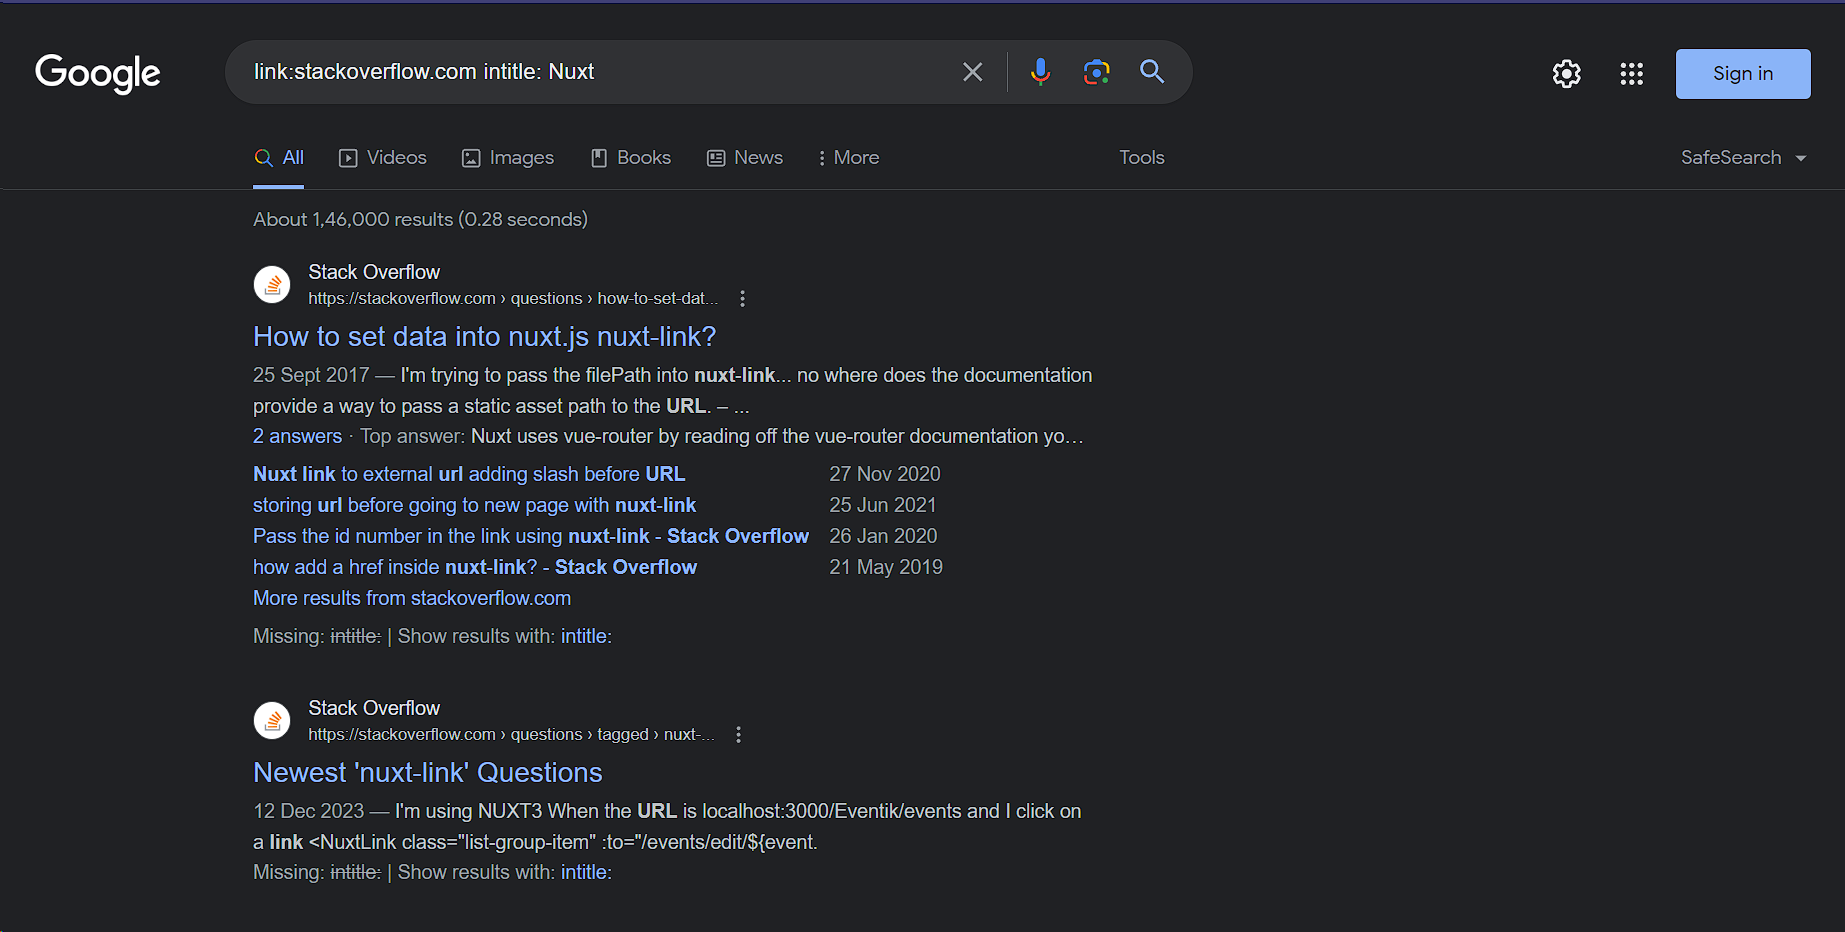 Google
link:stackoverflow.com intitle: Nuxt
Sign in
All
Videos
Images
Books
News
More
Tools
SafeSearch
About 1,46,000 results (0.28 seconds)
Stack Overflow
https://stackoverflow.com › questions › how-to-set-dat...
How to set data into nuxt.js nuxt-link?
25 Sept 2017 — I'm trying to pass the filePath into nuxt-link... no where does the documentation
provide a way to pass a static asset path to the URL. – ...
2 answers · Top answer: Nuxt uses vue-router by reading off the vue-router documentation yo...
Nuxt link to external url adding slash before URL 27 Nov 2020
storing url before going to new page with nuxt-link 25 Jun 2021
Pass the id number in the link using nuxt-link - Stack Overflow 26 Jan 2020
how add a href inside nuxt-link? - Stack Overflow 21 May 2019
More results from stackoverflow.com
Missing: intitle: | Show results with: intitle:
Stack Overflow
https://stackoverflow.com › questions › tagged › nuxt-...
Newest 'nuxt-link' Questions
12 Dec 2023 — I'm using NUXT3 When the URL is localhost:3000/Eventik/events and I click on
a link <NuxtLink class="list-group-item" :to="/events/edit/${event.
Missing: intitle: | Show results with: intitle: